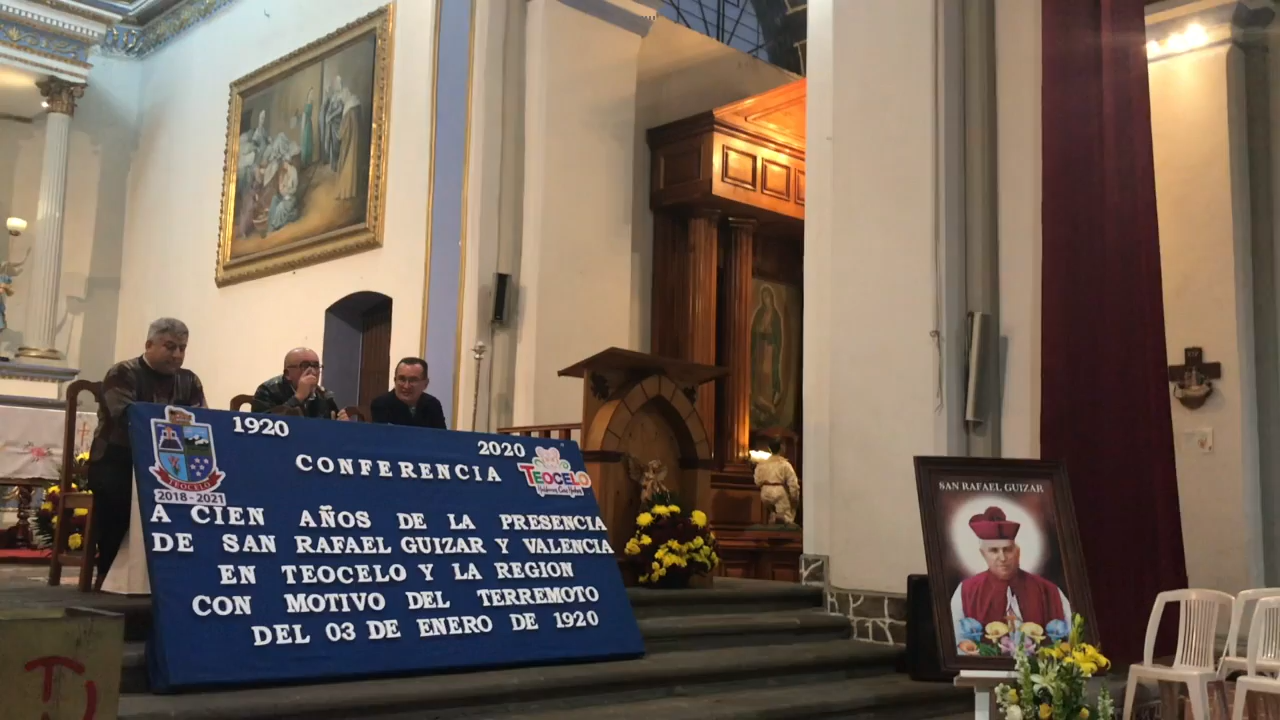 1920
2020
CONFERENCIA
TEOCELO
2018-2021
TEOCELO
A CIEN AÑOS DE LA PRESENCIA
DE SAN RAFAEL GUIZAR Y VALENCIA
EN TEOCELO Y LA REGION
CON MOTIVO DEL TERREMOTO
DEL 03 DE ENERO DE 1920
SAN RAFAEL GUIZAR